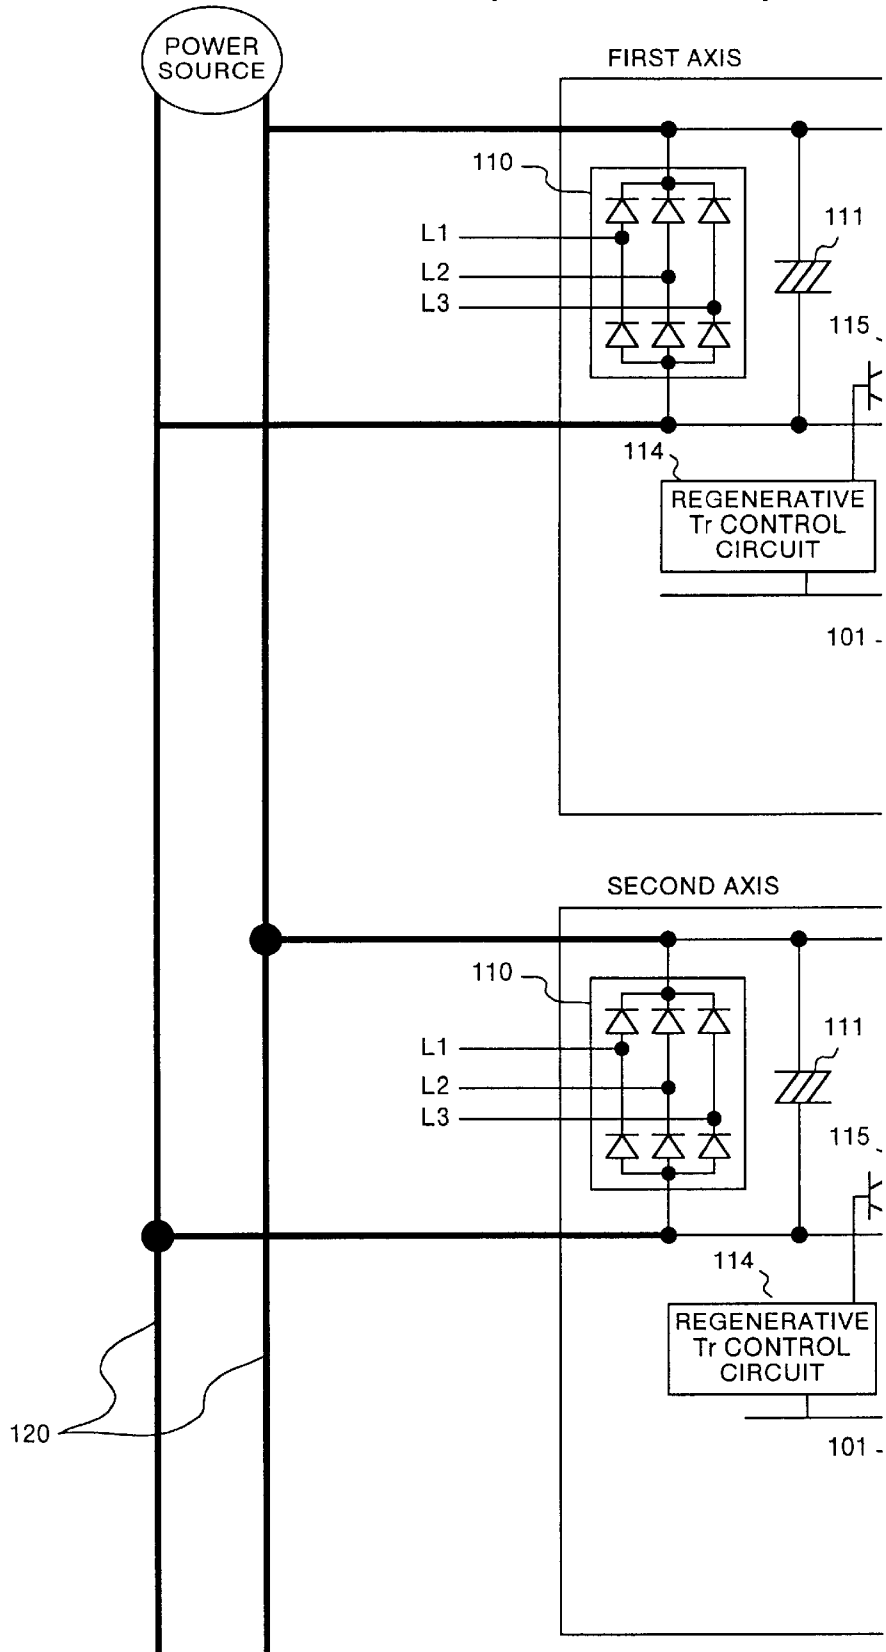 POWER
SOURCE
FIRST AXIS
110
L1
L2
L3
111
115
114
REGENERATIVE
Tr CONTROL
CIRCUIT
101
SECOND AXIS
110
L1
L2
L3
111
115
114
REGENERATIVE
Tr CONTROL
CIRCUIT
120
101